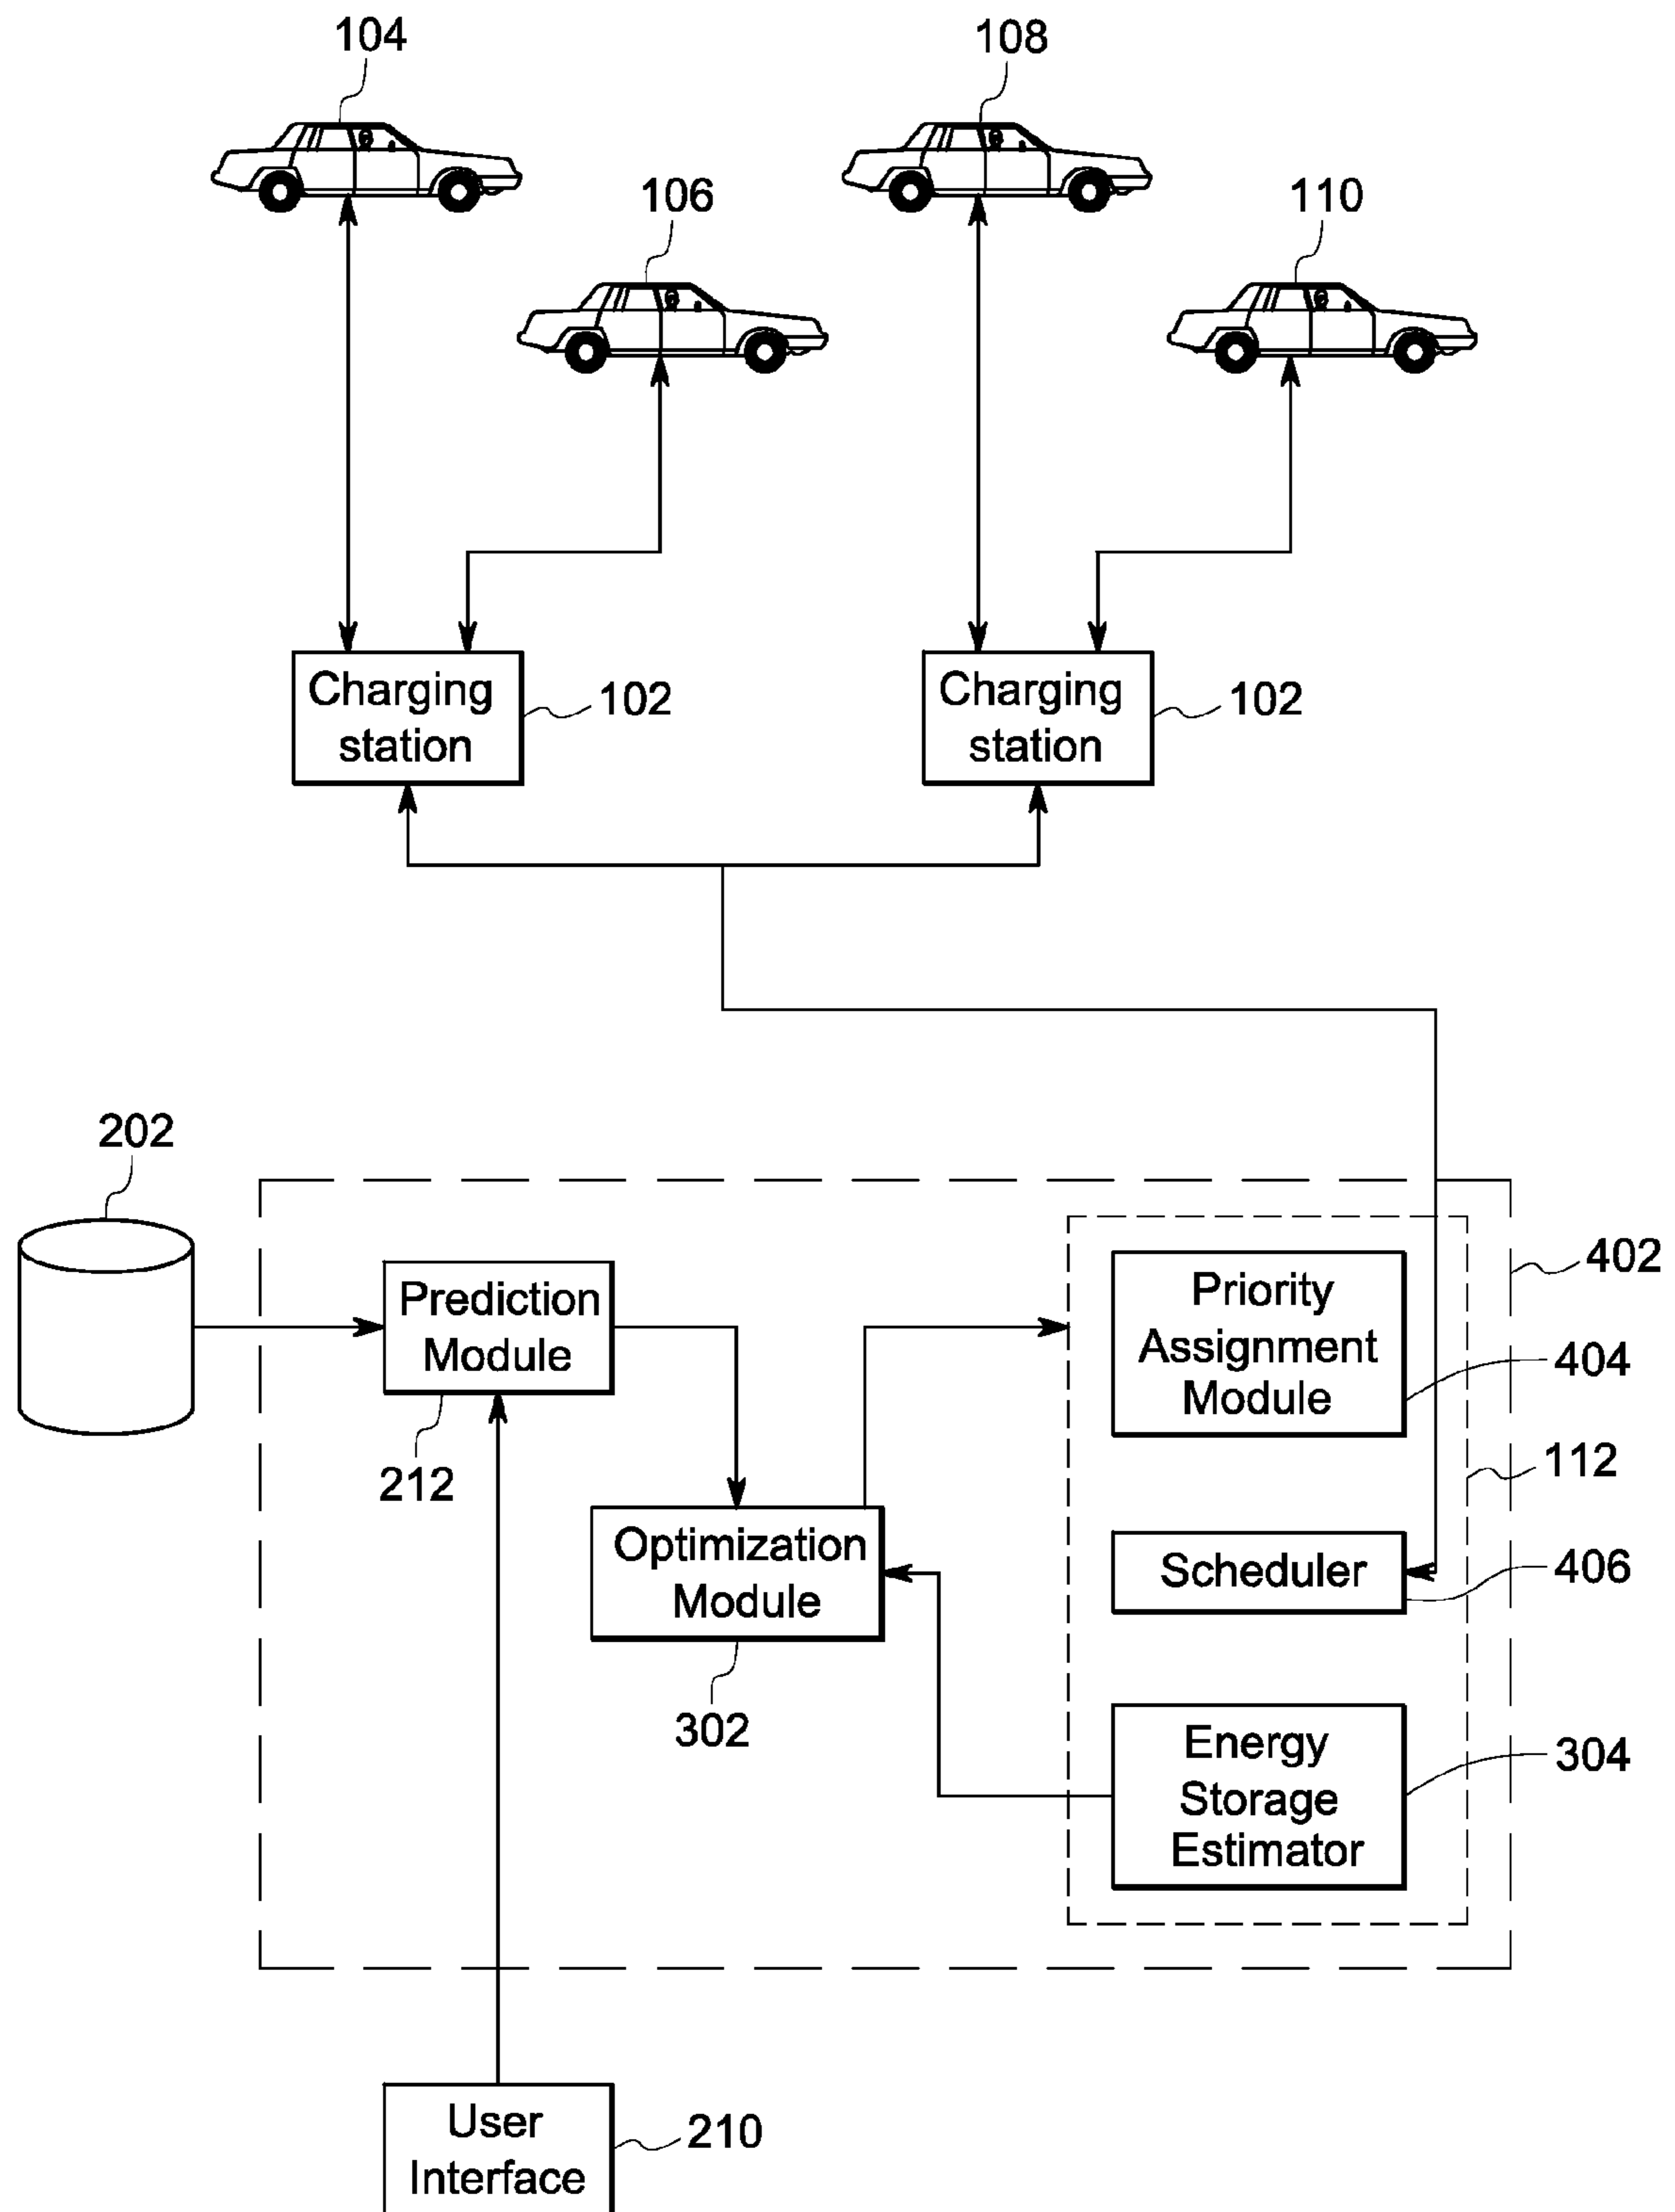 104
108
106
110
Charging
station
102
Charging
station
102
202
402
Prediction
Module
212
Priority
Assignment
Module
404
112
Optimization
Module
302
Scheduler
406
Energy
Storage
Estimator
304
User
Interface
210